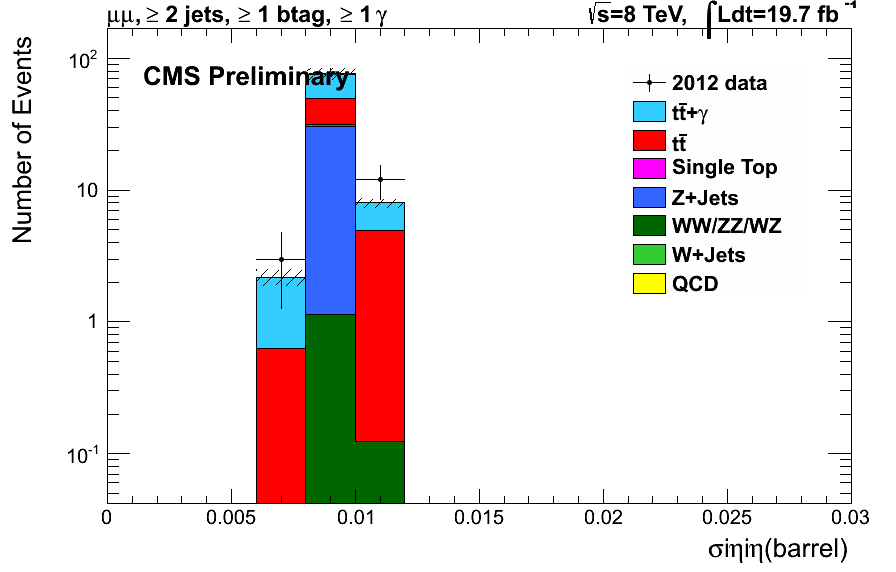 μμ, ≥ 2 jets, ≥ 1 btag, ≥ 1 γ
√s=8 TeV, ∫Ldt=19.7 fb⁻¹
CMS Preliminary
Number of Events
10²
10
1
10⁻¹
2012 data
tt̄+γ
tt̄
Single Top
Z+Jets
WW/ZZ/WZ
W+Jets
QCD
0 0.005 0.01 0.015 0.02 0.025 0.03
σiηiη(barrel)